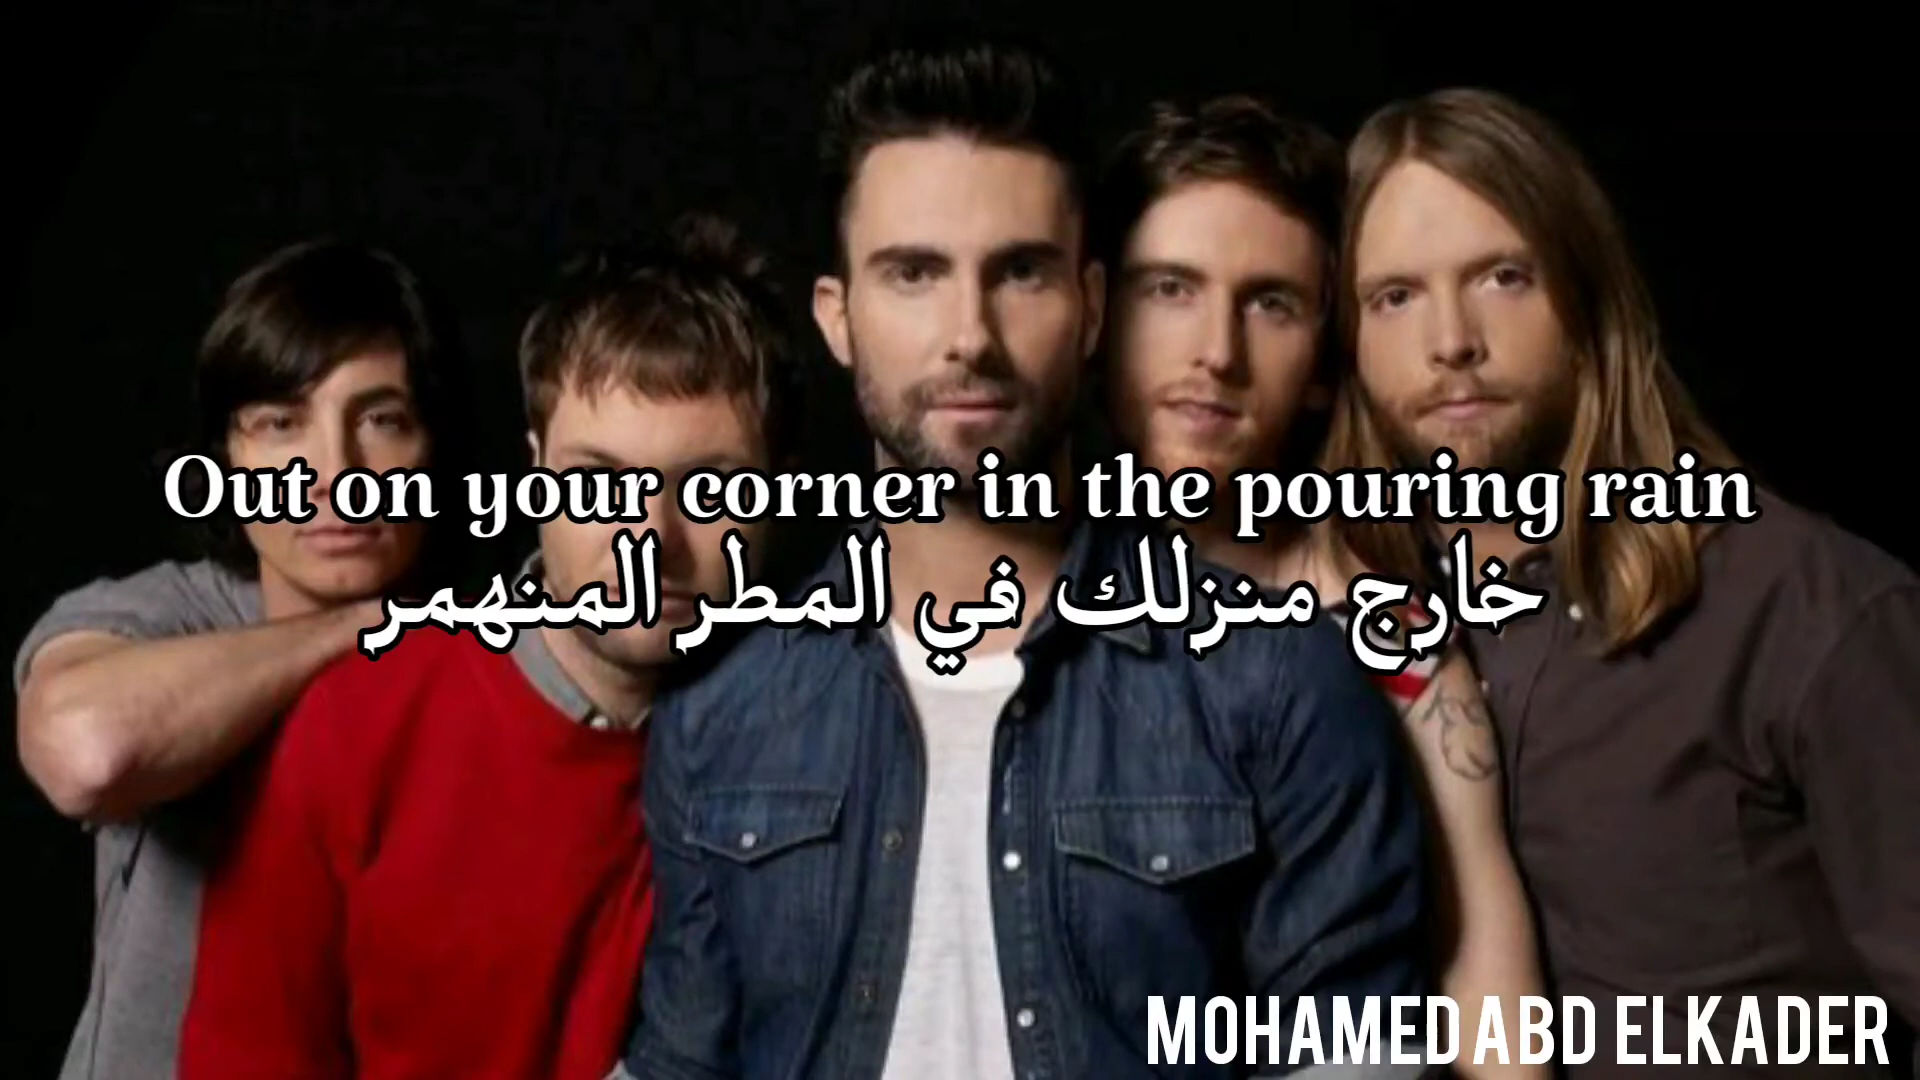 Out on your corner in the pouring rain
خارج منزلك في المطر المنهمر
MOHAMED ABD ELKADER